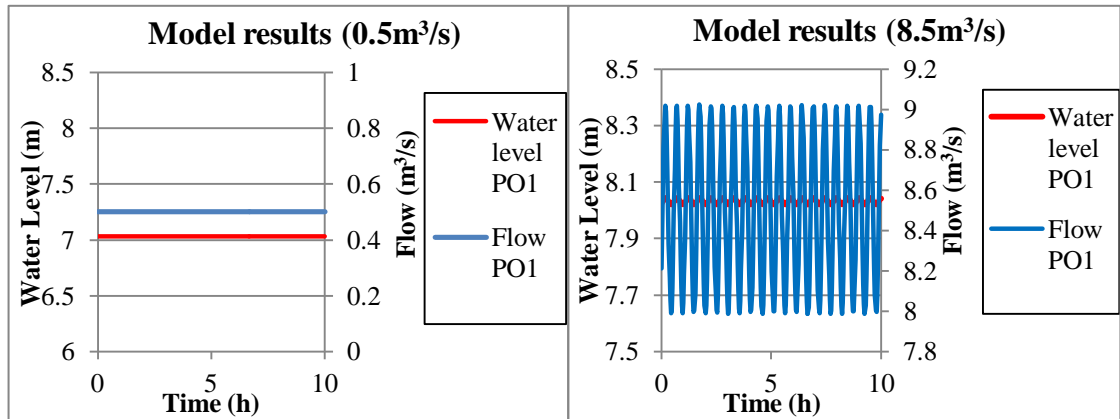 Model results (0.5m³/s)
8.5
8
7.5
7
6.5
6
Water Level (m)
1
0.8
0.6
0.4
0.2
0
Flow (m³/s)
0
5
10
Time (h)
Water
level
PO1
Flow
PO1
Model results (8.5m³/s)
8.5
8.3
8.1
7.9
7.7
7.5
Water Level (m)
9.2
9
8.8
8.6
8.4
8.2
8
7.8
Flow (m³/s)
0
5
10
Time (h)
Water
level
PO1
Flow
PO1